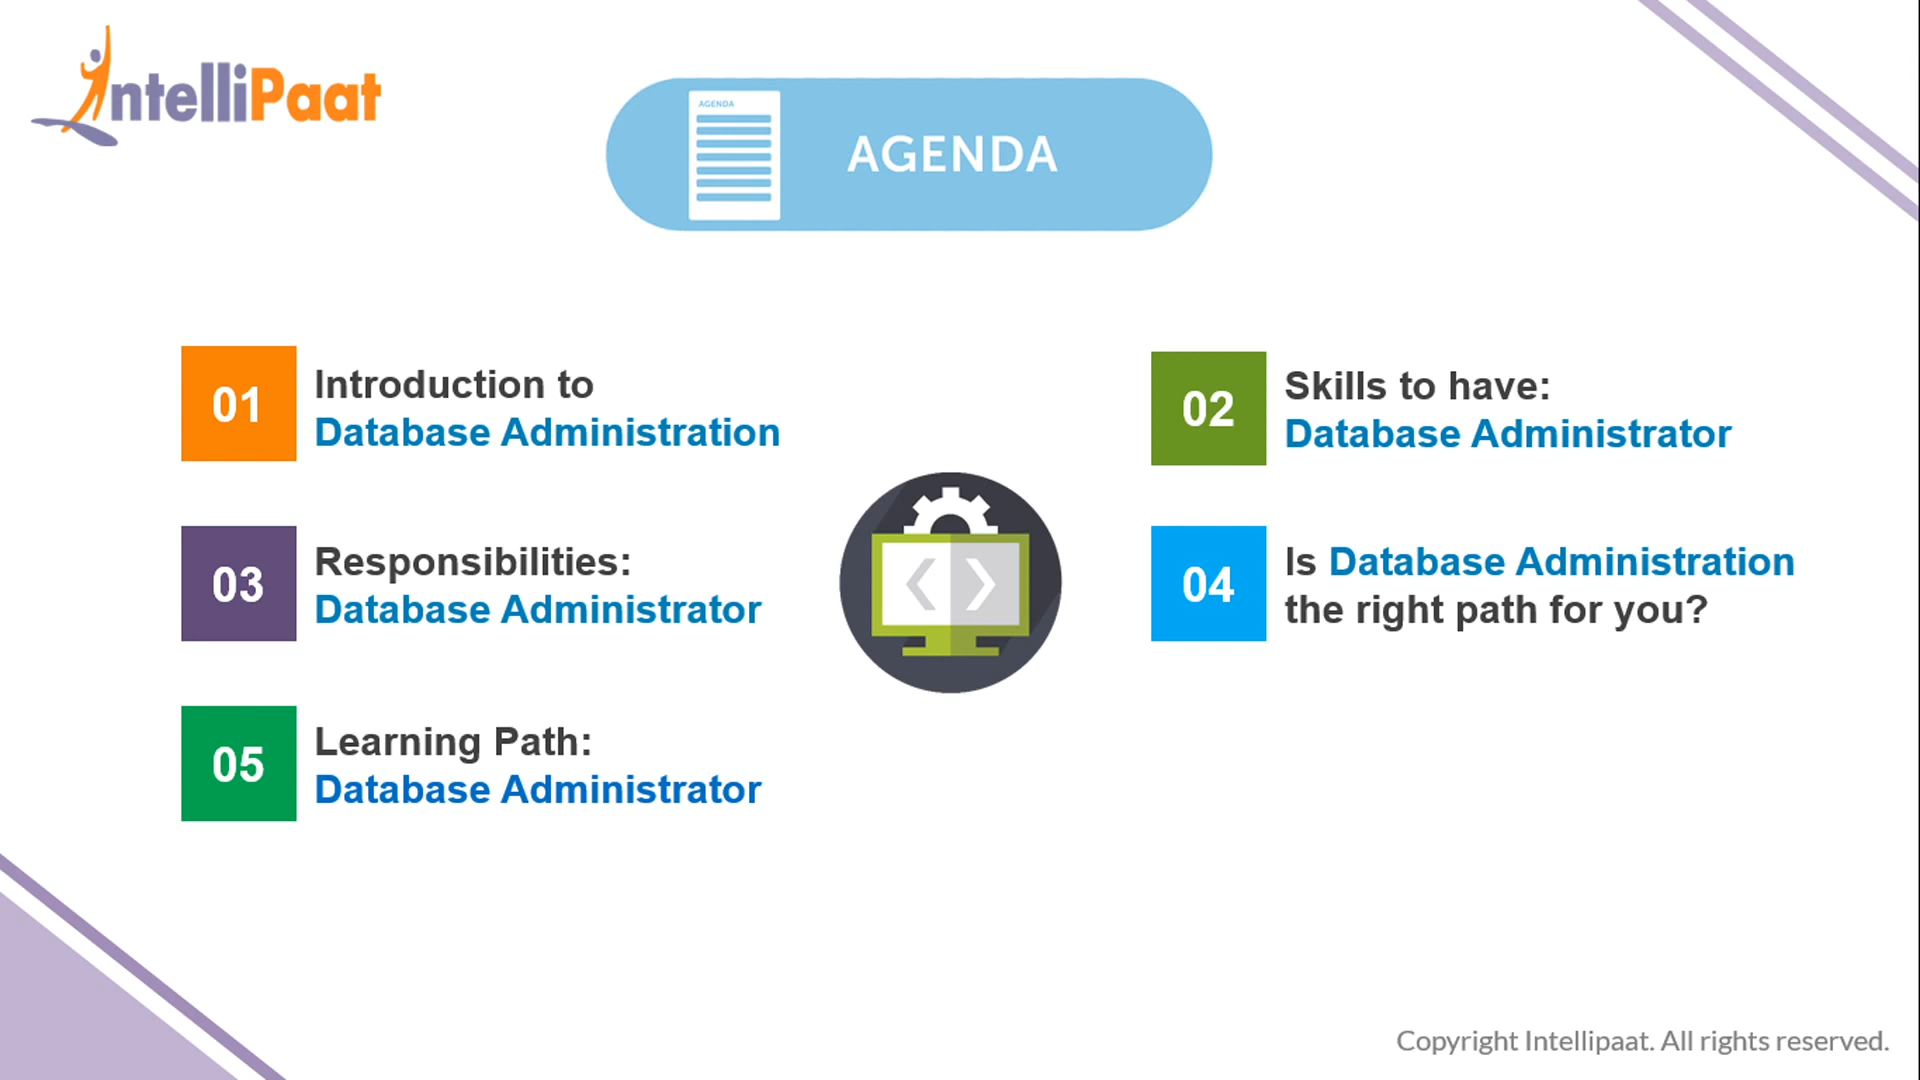 IntelliPaat
AGENDA
AGENDA
01
Introduction to
Database Administration
02
Skills to have:
Database Administrator
03
Responsibilities:
Database Administrator
04
Is Database Administration
the right path for you?
05
Learning Path:
Database Administrator
Copyright Intellipaat. All rights reserved.